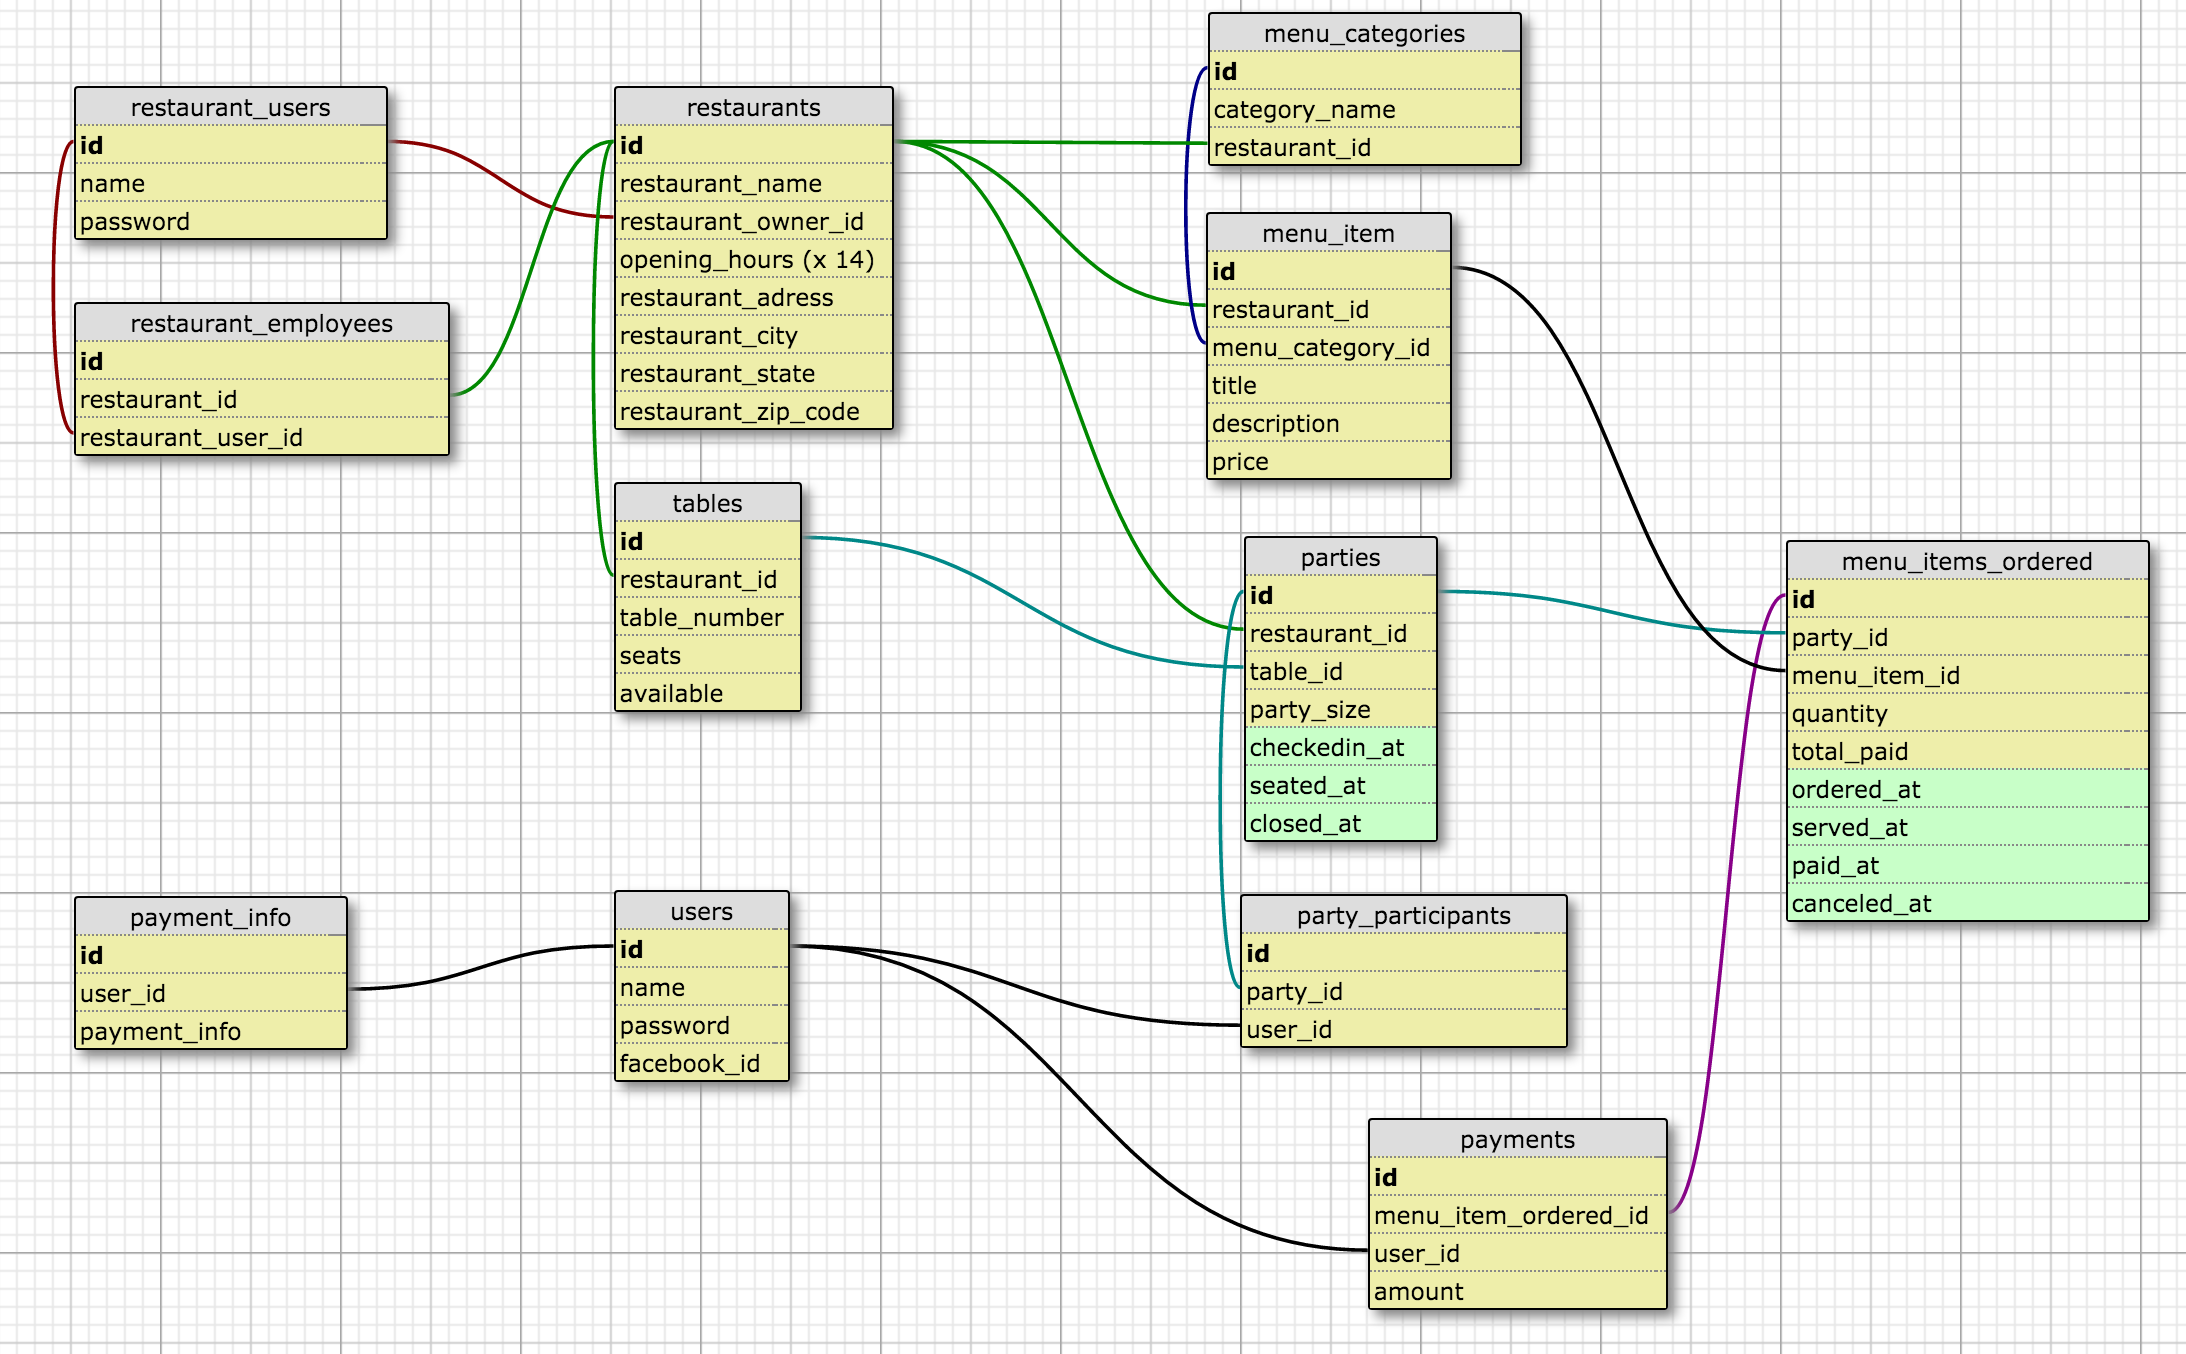 restaurant_users
id
name
password
restaurant_employees
id
restaurant_id
restaurant_user_id
restaurants
id
restaurant_name
restaurant_owner_id
opening_hours (x 14)
restaurant_adress
restaurant_city
restaurant_state
restaurant_zip_code
tables
id
restaurant_id
table_number
seats
available
menu_categories
id
category_name
restaurant_id
menu_item
id
restaurant_id
menu_category_id
title
description
price
parties
id
restaurant_id
table_id
party_size
checkedin_at
seated_at
closed_at
menu_items_ordered
id
party_id
menu_item_id
quantity
total_paid
ordered_at
served_at
paid_at
canceled_at
payment_info
id
user_id
payment_info
users
id
name
password
facebook_id
party_participants
id
party_id
user_id
payments
id
menu_item_ordered_id
user_id
amount